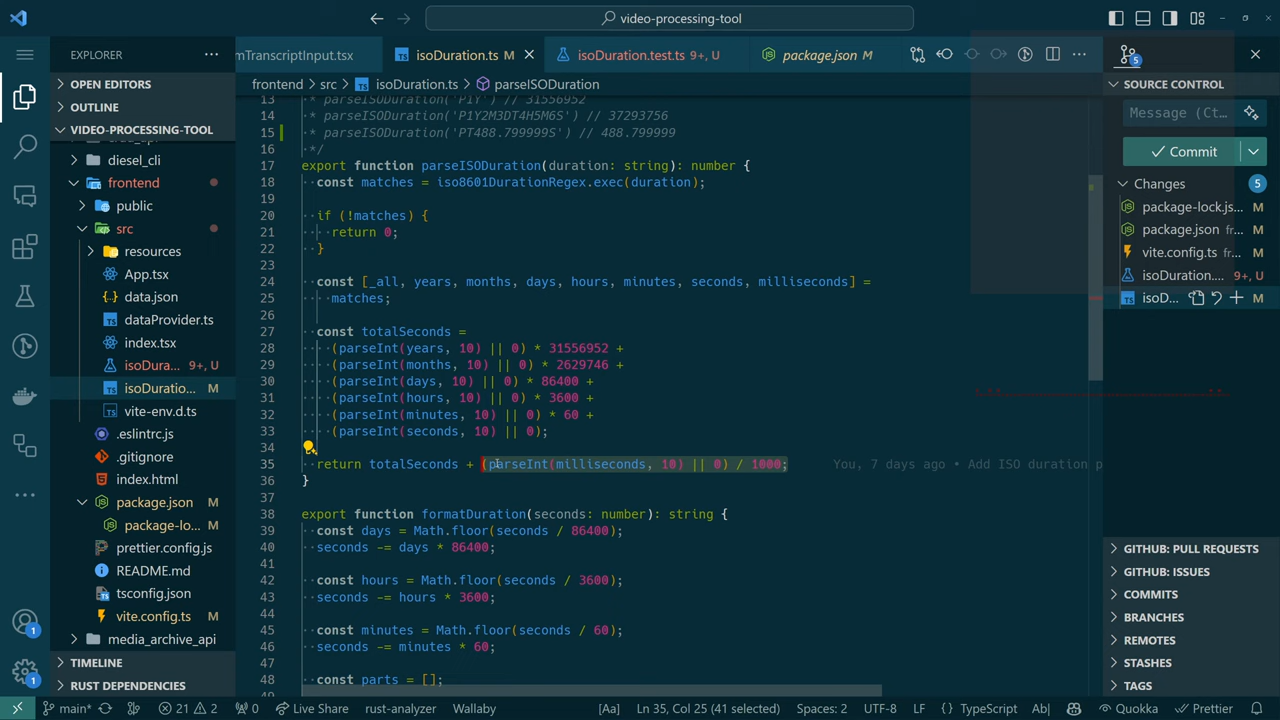 video-processing-tool
EXPLORER
OPEN EDITORS
OUTLINE
VIDEO-PROCESSING-TOOL
diesel_cli
frontend
public
src
resources
App.tsx
data.json
dataProvider.ts
index.tsx
isoDura... 9+, U
isoDuratio... M
vite-env.d.ts
.eslintrc.js
.gitignore
index.html
package.json M
package-lo... M
prettier.config.js
README.md
tsconfig.json
vite.config.ts M
media_archive_api
TIMELINE
RUST DEPENDENCIES
mTranscriptInput.tsx
isoDuration.ts M
isoDuration.test.ts 9+, U
package.json M
frontend > src > isoDuration.ts > parseISODuration
13 * parseISODuration('P1Y') // 31556952
14 * parseISODuration('P1Y2M3DT4H5M6S') // 37293756
15 * parseISODuration('PT488.799999S') // 488.799999
16 */
17 export function parseISODuration(duration: string): number {
18 const matches = iso8601DurationRegex.exec(duration);
19
20 if (!matches) {
21 return 0;
22 }
23
24 const [_all, years, months, days, hours, minutes, seconds, milliseconds] =
25 matches;
26
27 const totalSeconds =
28 (parseInt(years, 10) || 0) * 31556952 +
29 (parseInt(months, 10) || 0) * 2629746 +
30 (parseInt(days, 10) || 0) * 86400 +
31 (parseInt(hours, 10) || 0) * 3600 +
32 (parseInt(minutes, 10) || 0) * 60 +
33 (parseInt(seconds, 10) || 0);
34
35 return totalSeconds + (parseInt(milliseconds, 10) || 0) / 1000; You, 7 days ago • Add ISO duration p
36 }
37
38 export function formatDuration(seconds: number): string {
39 const days = Math.floor(seconds / 86400);
40 seconds -= days * 86400;
41
42 const hours = Math.floor(seconds / 3600);
43 seconds -= hours * 3600;
44
45 const minutes = Math.floor(seconds / 60);
46 seconds -= minutes * 60;
47
48 const parts = [];
5
SOURCE CONTROL
Message (Ct...
Commit
Changes 5
package-lock.js... M
package.json fr... M
vite.config.ts fr... M
isoDuration.... 9+, U
isoD... M
GITHUB: PULL REQUESTS
GITHUB: ISSUES
COMMITS
BRANCHES
REMOTES
STASHES
TAGS
1
1
main* 21 2 0 Live Share rust-analyzer Wallaby [Aa] Ln 35, Col 25 (41 selected) Spaces: 2 UTF-8 LF TypeScript Ab| Quokka Prettier